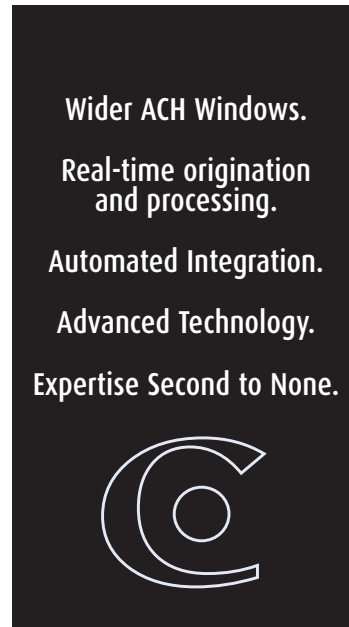 Wider ACH Windows.
Real-time origination
and processing.
Automated Integration.
Advanced Technology.
Expertise Second to None.